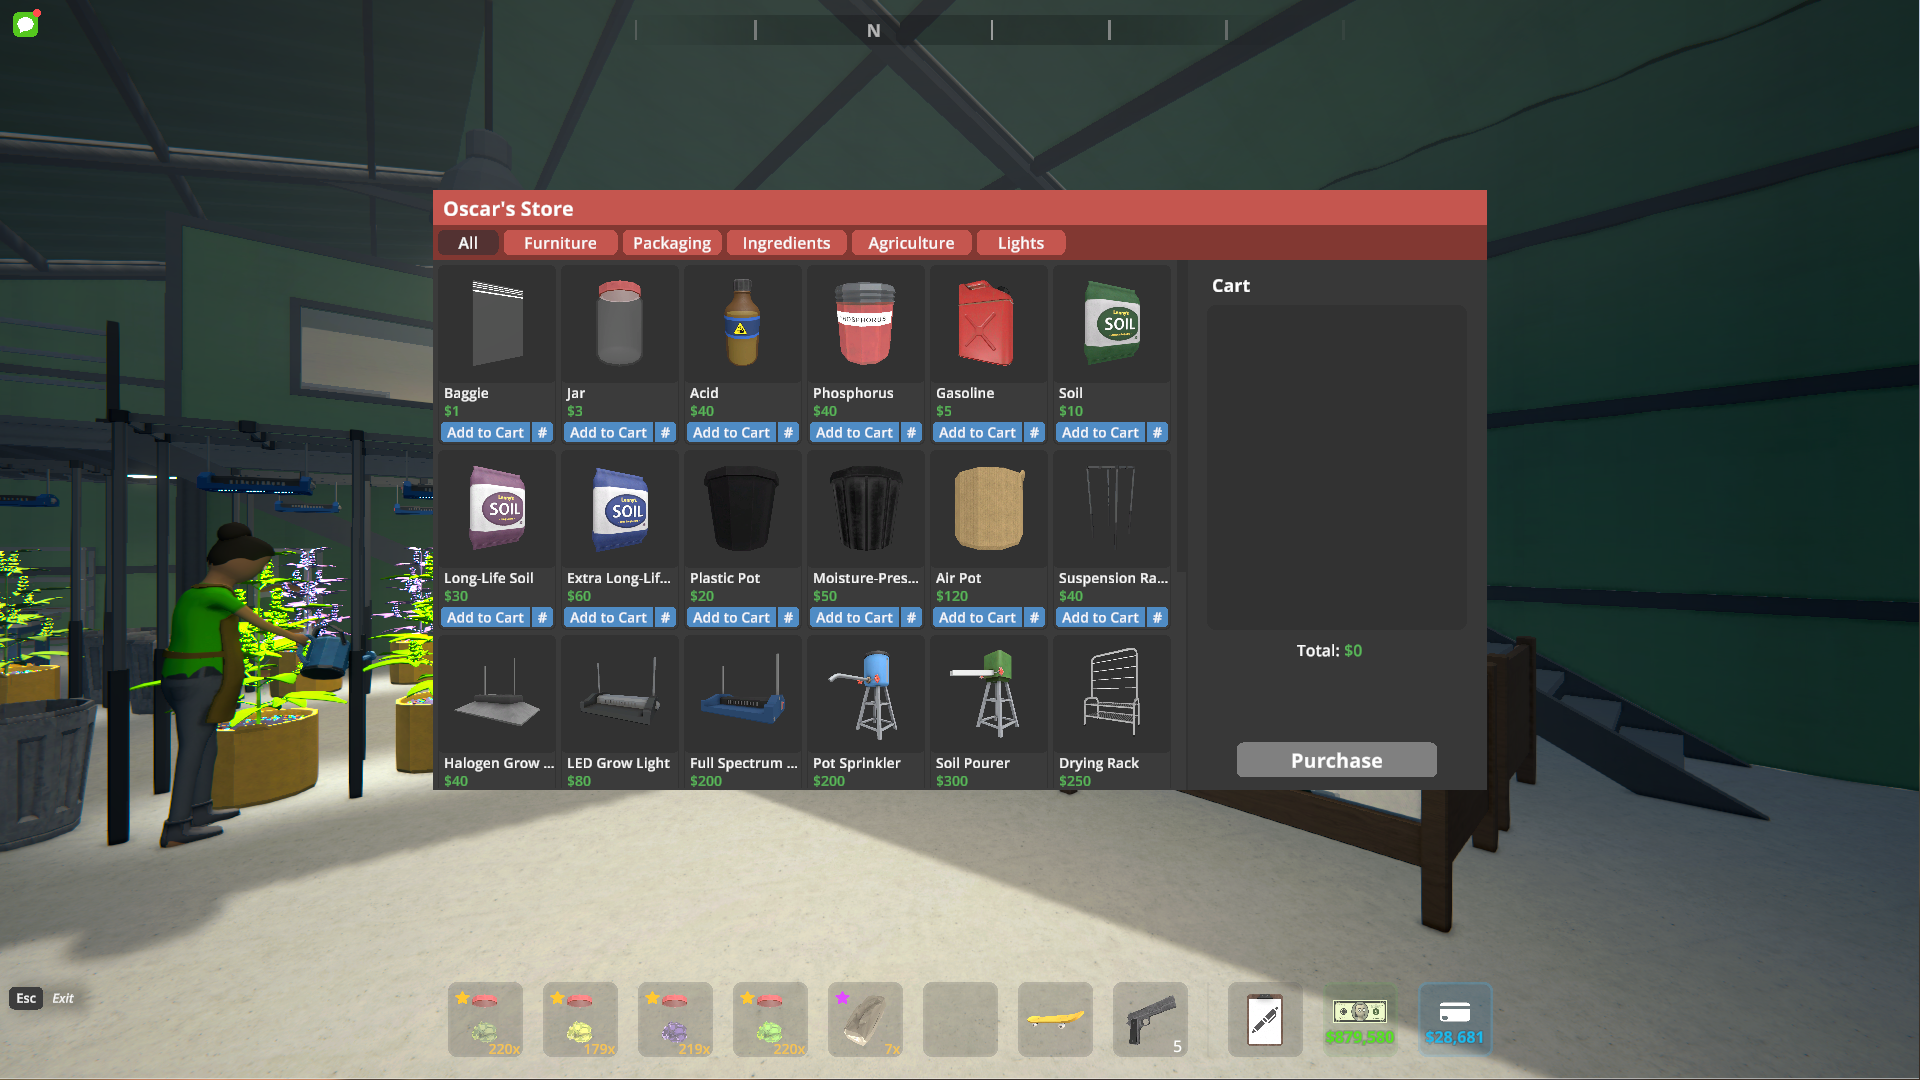 N
Oscar's Store
All Furniture Packaging Ingredients Agriculture Lights
Cart
PHOSPHORUS
SOIL
Baggie Jar Acid Phosphorus Gasoline Soil
$1 $3 $40 $40 $5 $10
Add to Cart # Add to Cart # Add to Cart # Add to Cart # Add to Cart # Add to Cart #
SOIL SOIL
Long-Life Soil Extra Long-Lif... Plastic Pot Moisture-Pres... Air Pot Suspension Ra...
$30 $60 $20 $50 $120 $40
Add to Cart # Add to Cart # Add to Cart # Add to Cart # Add to Cart # Add to Cart #
Total: $0
Halogen Grow ... LED Grow Light Full Spectrum ... Pot Sprinkler Soil Pourer Drying Rack
$40 $80 $200 $200 $300 $250
Purchase
Esc Exit
220x 179x 219x 220x 7x 5 $28,681